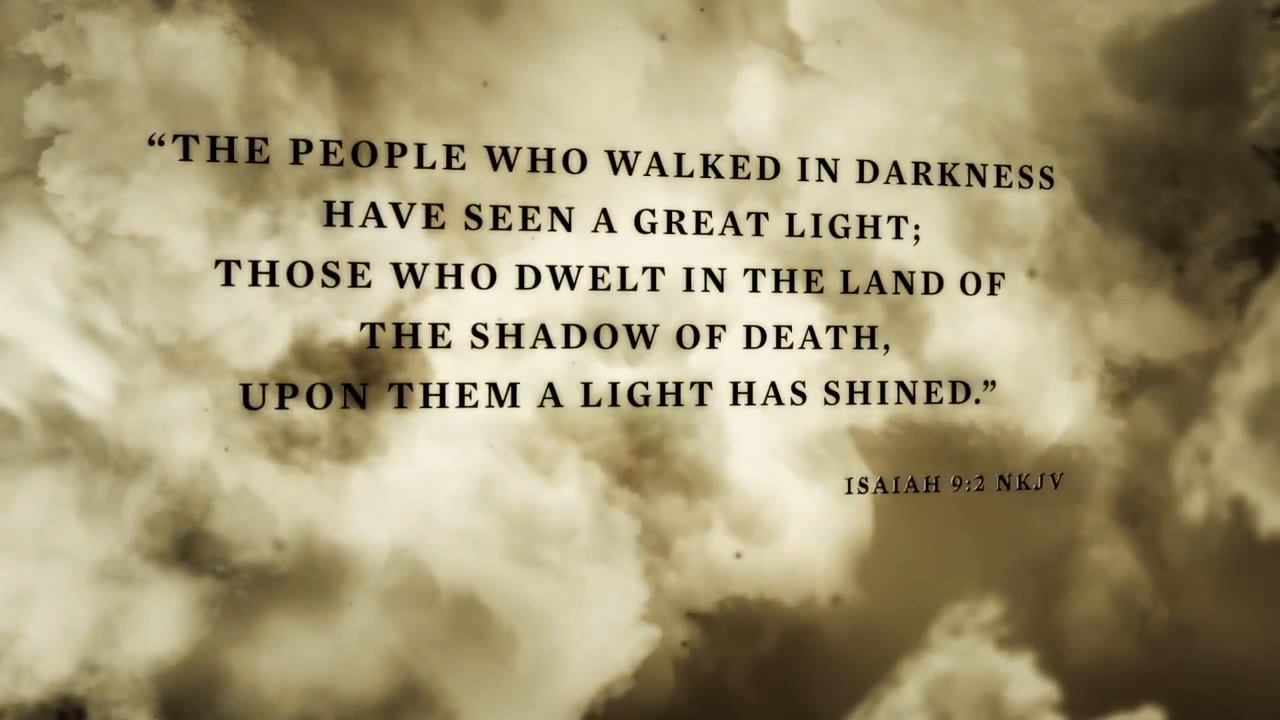 “THE PEOPLE WHO WALKED IN DARKNESS
HAVE SEEN A GREAT LIGHT;
THOSE WHO DWELT IN THE LAND OF
THE SHADOW OF DEATH,
UPON THEM A LIGHT HAS SHINED.”
ISAIAH 9:2 NKJV